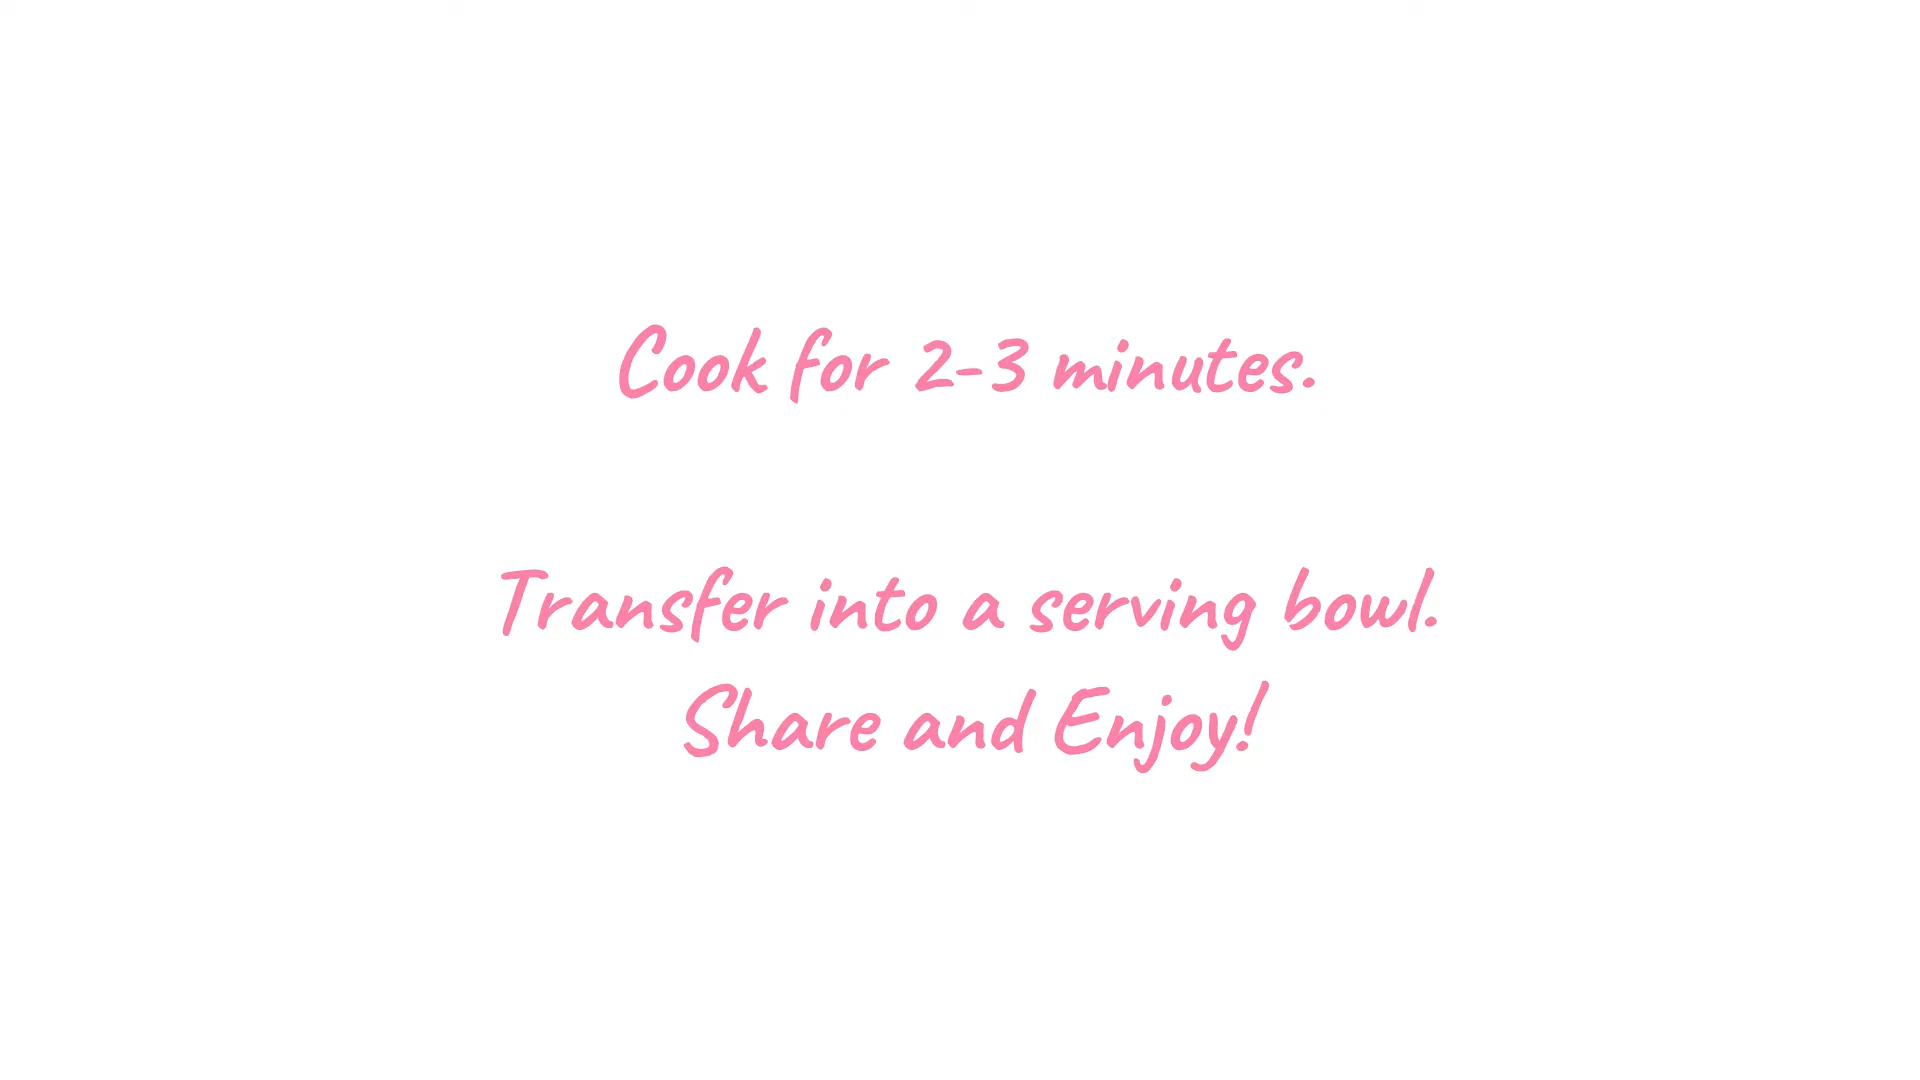 Cook for 2-3 minutes.
Transfer into a serving bowl.
Share and Enjoy!